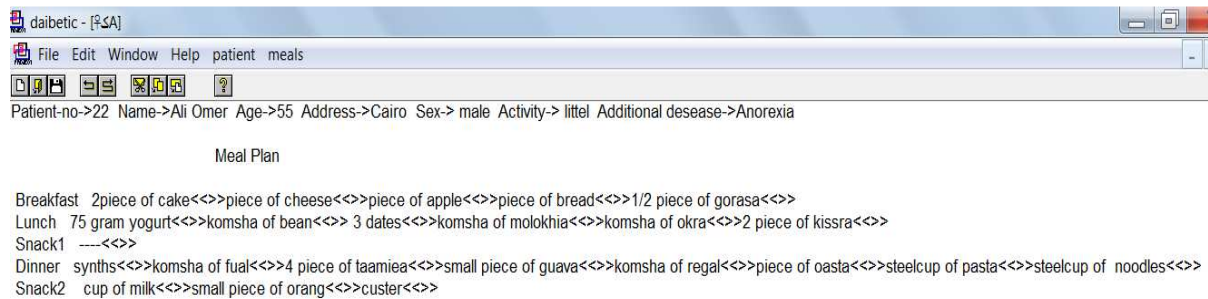 daibetic - [ ]
File Edit Window Help patient meals
Patient-no->22 Name->Ali Omer Age->55 Address->Cairo Sex-> male Activity-> littel Additional desease->Anorexia
Meal Plan
Breakfast 2piece of cake<<>>piece of cheese<<>>piece of apple<<>>piece of bread<<>>1/2 piece of gorasa<<>>
Lunch 75 gram yogurt<<>>komsha of bean<<>> 3 dates<<>>komsha of molokhia<<>>komsha of okra<<>>2 piece of kissra<<>>
Snack1 ----<<>>
Dinner synths<<>>komsha of fual<<>>4 piece of taamiea<<>>small piece of guava<<>>komsha of regal<<>>piece of oasta<<>>steelcup of pasta<<>>steelcup of noodles<<>>
Snack2 cup of milk<<>>small piece of orang<<>>custer<<>>